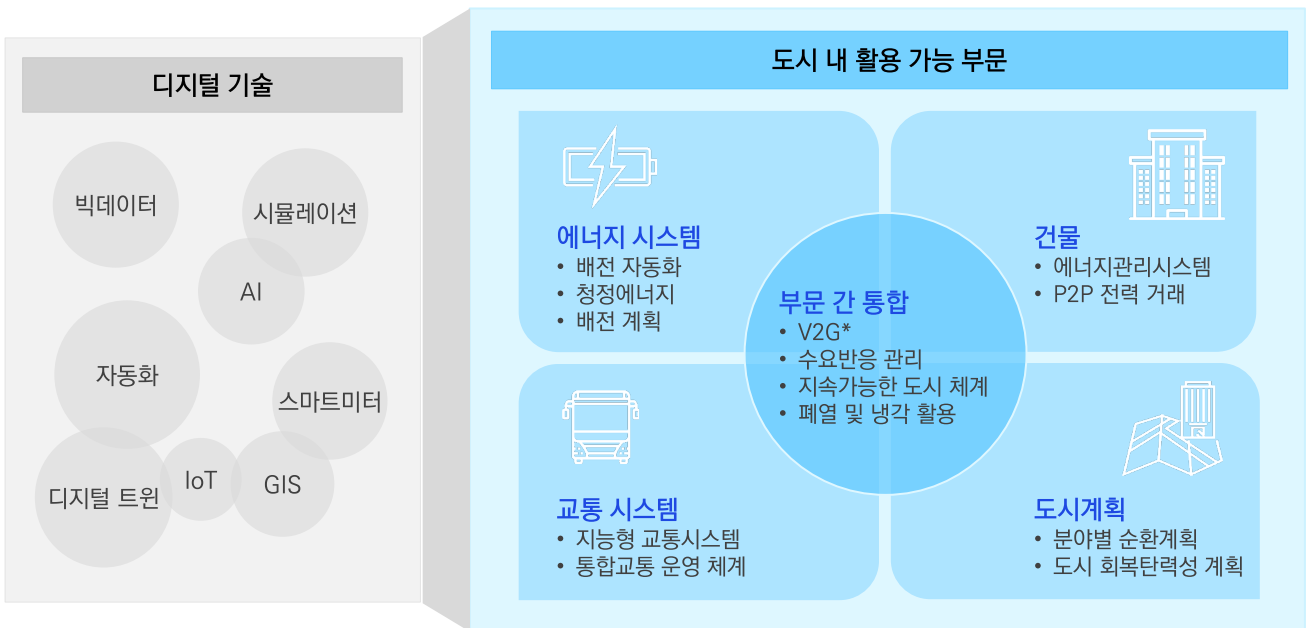 디지털 기술
빅데이터
시뮬레이션
AI
자동화
스마트미터
디지털 트윈
IoT
GIS
도시 내 활용 가능 부문
에너지 시스템
• 배전 자동화
• 청정에너지
• 배전 계획
건물
• 에너지관리시스템
• P2P 전력 거래
부문 간 통합
• V2G*
• 수요반응 관리
• 지속가능한 도시 체계
• 폐열 및 냉각 활용
교통 시스템
• 지능형 교통시스템
• 통합교통 운영 체계
도시계획
• 분야별 순환계획
• 도시 회복탄력성 계획